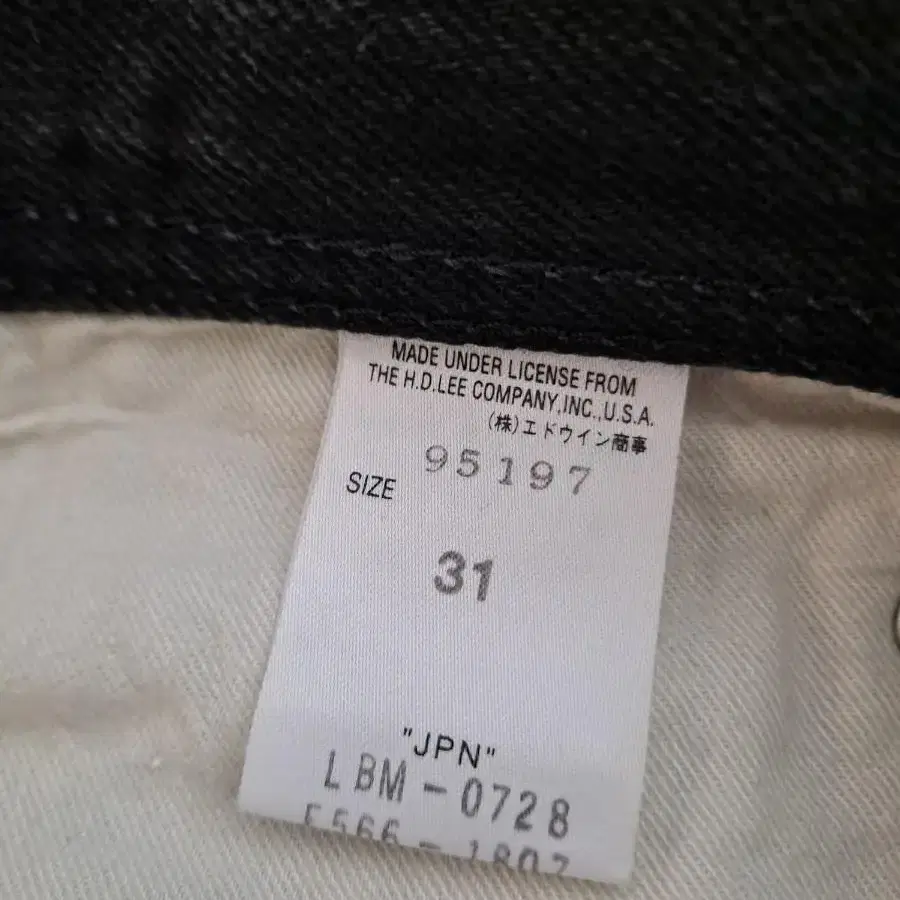 MADE UNDER LICENSE FROM
THE H.D.LEE COMPANY,INC.,U.S.A.
(株)エドウイン商事
95197
SIZE
31
"JPN"
LBM-0728